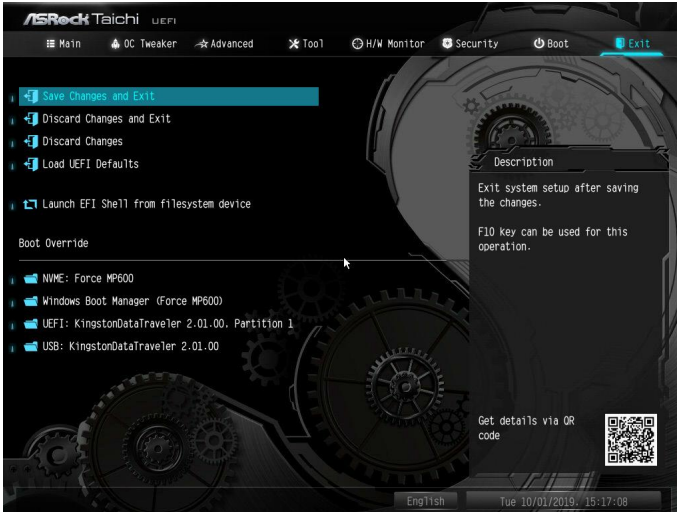 ASRock Taichi UEFI
Main OC Tweaker Advanced Tool H/W Monitor Security Boot Exit
Save Changes and Exit
Discard Changes and Exit
Discard Changes
Load UEFI Defaults
Launch EFI Shell from filesystem device
Boot Override
NVME: Force MP600
Windows Boot Manager (Force MP600)
UEFI: KingstonDataTraveler 2.01.00, Partition 1
USB: KingstonDataTraveler 2.01.00
Description
Exit system setup after saving
the changes.
F10 key can be used for this
operation.
Get details via QR
code
English
Tue 10/01/2019, 15:17:08